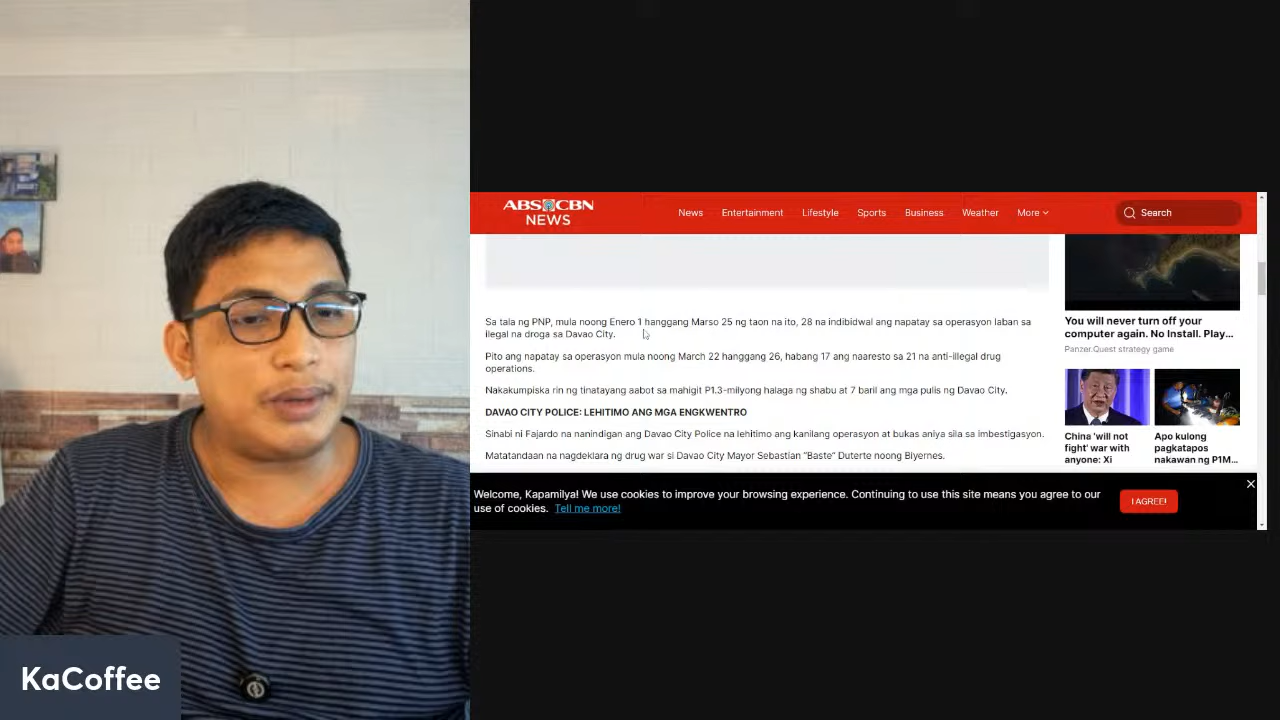 ABS CBN
NEWS
News
Entertainment
Lifestyle
Sports
Business
Weather
More
Search
Sa tala ng PNP, mula noong Enero 1 hanggang Marso 25 ng taon na ito, 28 na indibidwal ang napatay sa operasyon laban sa
ilegal na droga sa Davao City.
Pito ang napatay sa operasyon mula noong March 22 hanggang 26, habang 17 ang naaresto sa 21 na anti-illegal drug
operations.
Nakakumpiska rin ng tinatayang aabot sa mahigit P1.3-milyong halaga ng shabu at 7 baril ang mga pulis ng Davao City.
DAVAO CITY POLICE: LEHITIMO ANG MGA ENGKWENTRO
Sinabi ni Fajardo na nanindigan ang Davao City Police na lehitimo ang kanilang operasyon at bukas aniya sila sa imbestigasyon.
Matatandaan na nagdeklara ng drug war si Davao City Mayor Sebastian “Baste” Duterte noong Biyernes.
You will never turn off your
computer again. No Install. Play...
Panzer.Quest strategy game
China 'will not
fight' war with
anyone: Xi
Apo kulong
pagkatapos
nakawan ng P1M...
Welcome, Kapamilya! We use cookies to improve your browsing experience. Continuing to use this site means you agree to our
use of cookies. Tell me more!
I AGREE!
KaCoffee